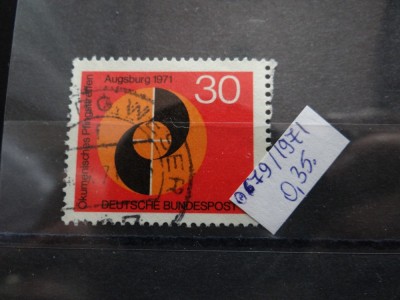 Augsburg 1971
30
Ökumenisches Pfingsttreffen
DEUTSCHE BUNDESPOST
679/1971
0,35.